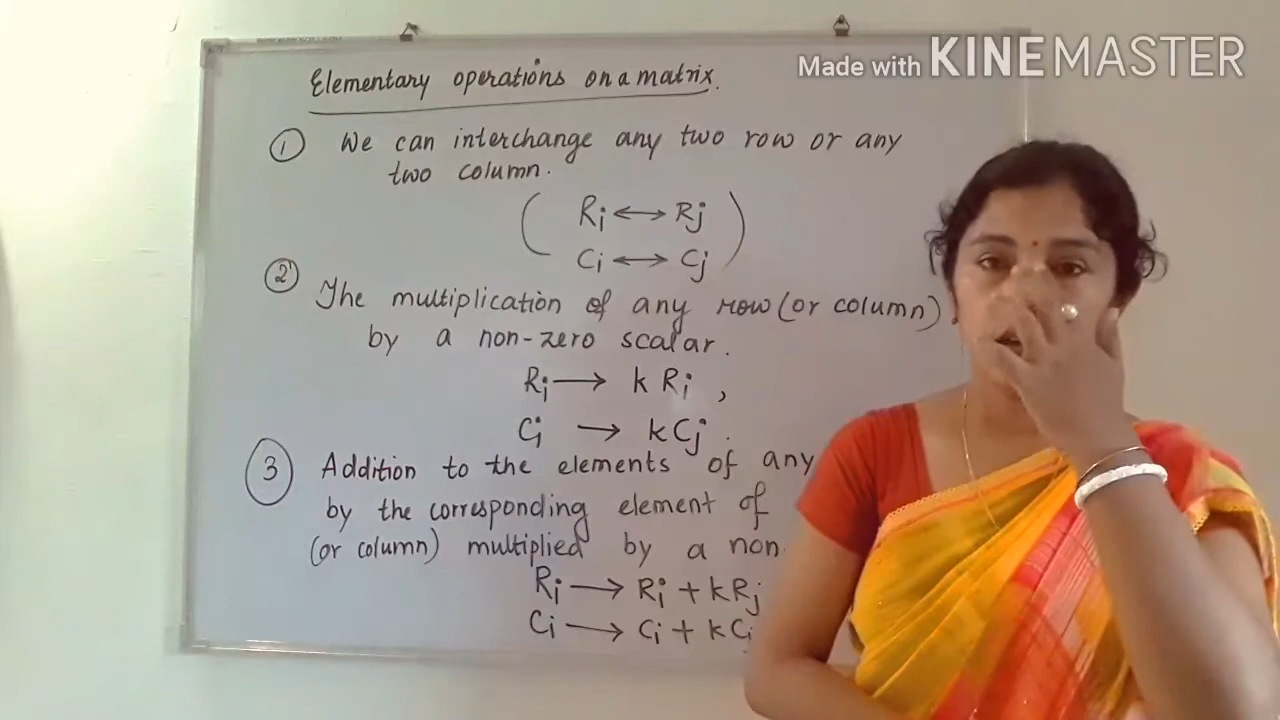 Made with KINEMASTER
Elementary operations on a matrix.
① We can interchange any two row or any
two column.
( Ri ↔ Rj
Ci ↔ Cj )
② The multiplication of any row (or column)
by a non-zero scalar.
Ri → k Ri ,
Ci → k Cj .
③ Addition to the elements of any
by the corresponding element of
(or column) multiplied by a non
Ri → Ri + k Rj
Ci → Ci + k Cj